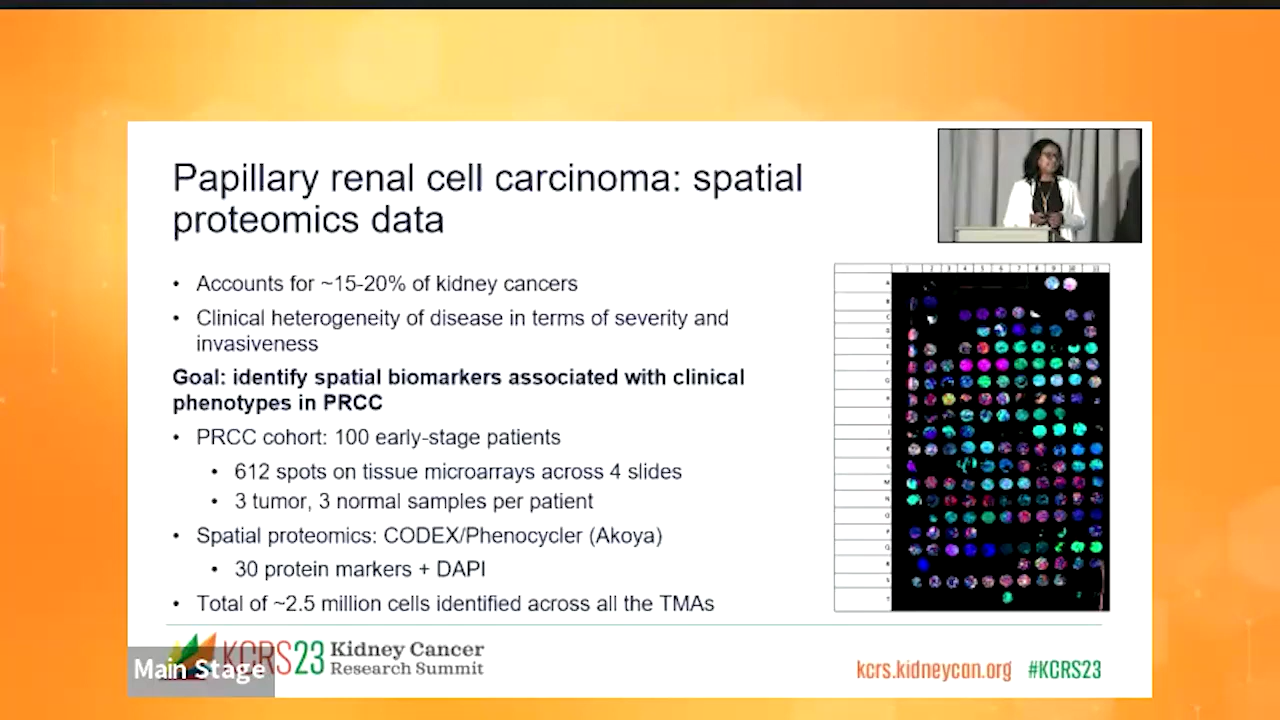 Papillary renal cell carcinoma: spatial
proteomics data
• Accounts for ~15-20% of kidney cancers
• Clinical heterogeneity of disease in terms of severity and
invasiveness
Goal: identify spatial biomarkers associated with clinical
phenotypes in PRCC
• PRCC cohort: 100 early-stage patients
• 612 spots on tissue microarrays across 4 slides
• 3 tumor, 3 normal samples per patient
• Spatial proteomics: CODEX/Phenocycler (Akoya)
• 30 protein markers + DAPI
• Total of ~2.5 million cells identified across all the TMAs
KCRS23 Kidney Cancer
Research Summit
Main Stage
kcrs.kidneycan.org #KCRS23